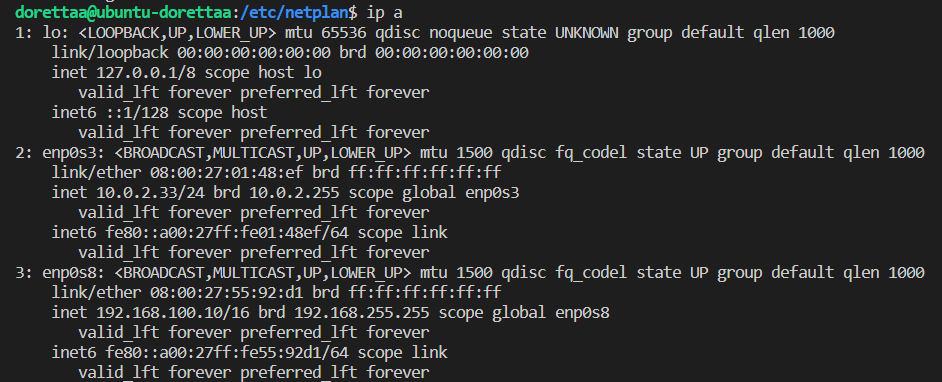 dorettaa@ubuntu-dorettaa:/etc/netplan$ ip a
1: lo: <LOOPBACK,UP,LOWER_UP> mtu 65536 qdisc noqueue state UNKNOWN group default qlen 1000
    link/loopback 00:00:00:00:00:00 brd 00:00:00:00:00:00
    inet 127.0.0.1/8 scope host lo
       valid_lft forever preferred_lft forever
    inet6 ::1/128 scope host
       valid_lft forever preferred_lft forever
2: enp0s3: <BROADCAST,MULTICAST,UP,LOWER_UP> mtu 1500 qdisc fq_codel state UP group default qlen 1000
    link/ether 08:00:27:01:48:ef brd ff:ff:ff:ff:ff:ff
    inet 10.0.2.33/24 brd 10.0.2.255 scope global enp0s3
       valid_lft forever preferred_lft forever
    inet6 fe80::a00:27ff:fe01:48ef/64 scope link
       valid_lft forever preferred_lft forever
3: enp0s8: <BROADCAST,MULTICAST,UP,LOWER_UP> mtu 1500 qdisc fq_codel state UP group default qlen 1000
    link/ether 08:00:27:55:92:d1 brd ff:ff:ff:ff:ff:ff
    inet 192.168.100.10/16 brd 192.168.255.255 scope global enp0s8
       valid_lft forever preferred_lft forever
    inet6 fe80::a00:27ff:fe55:92d1/64 scope link
       valid_lft forever preferred_lft forever